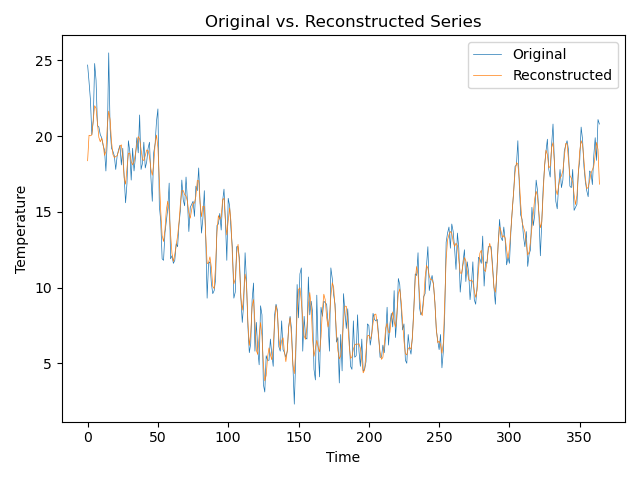 Original vs. Reconstructed Series
Original
Reconstructed
Temperature
25
20
15
10
5
0 50 100 150 200 250 300 350
Time